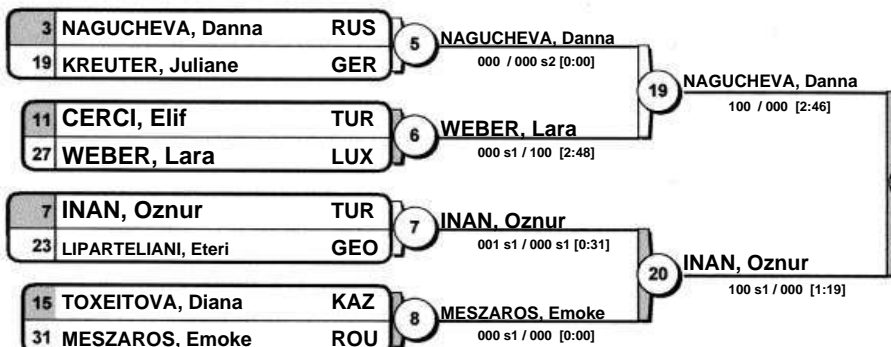 3 NAGUCHEVA, Danna RUS
19 KREUTER, Juliane GER
5
NAGUCHEVA, Danna
000 / 000 s2 [0:00]
11 CERCI, Elif TUR
27 WEBER, Lara LUX
6
WEBER, Lara
000 s1 / 100 [2:48]
19
NAGUCHEVA, Danna
100 / 000 [2:46]
7 INAN, Oznur TUR
23 LIPARTELIANI, Eteri GEO
7
INAN, Oznur
001 s1 / 000 s1 [0:31]
15 TOXEITOVA, Diana KAZ
31 MESZAROS, Emoke ROU
8
MESZAROS, Emoke
000 s1 / 000 [0:00]
20
INAN, Oznur
100 s1 / 000 [1:19]